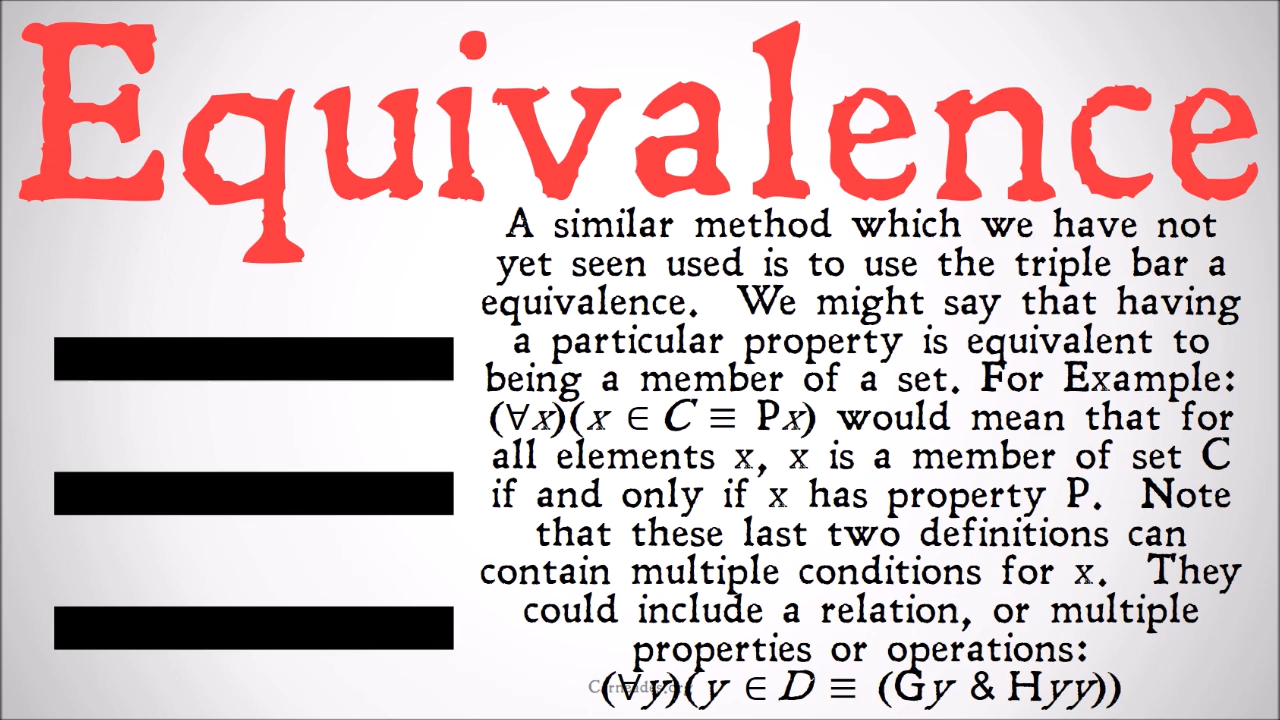 Equivalence
A similar method which we have not
yet seen used is to use the triple bar a
equivalence. We might say that having
a particular property is equivalent to
being a member of a set. For Example:
(∀x)(x ∈ C ≡ Px) would mean that for
all elements x, x is a member of set C
if and only if x has property P. Note
that these last two definitions can
contain multiple conditions for x. They
could include a relation, or multiple
properties or operations:
(∀y)(y ∈ D ≡ (Gy & Hyy))